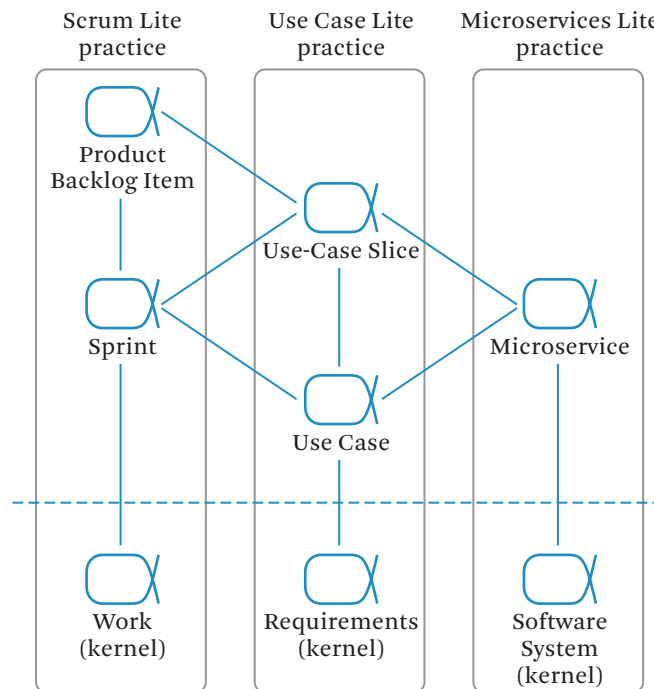 Scrum Lite
practice
Use Case Lite
practice
Microservices Lite
practice
Product
Backlog Item
Use-Case Slice
Sprint
Microservice
Use Case
Work
(kernel)
Requirements
(kernel)
Software
System
(kernel)